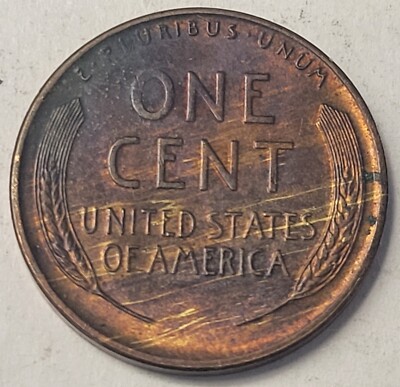 E·PLURIBUS·UNUM
ONE
CENT
UNITED STATES
OF AMERICA